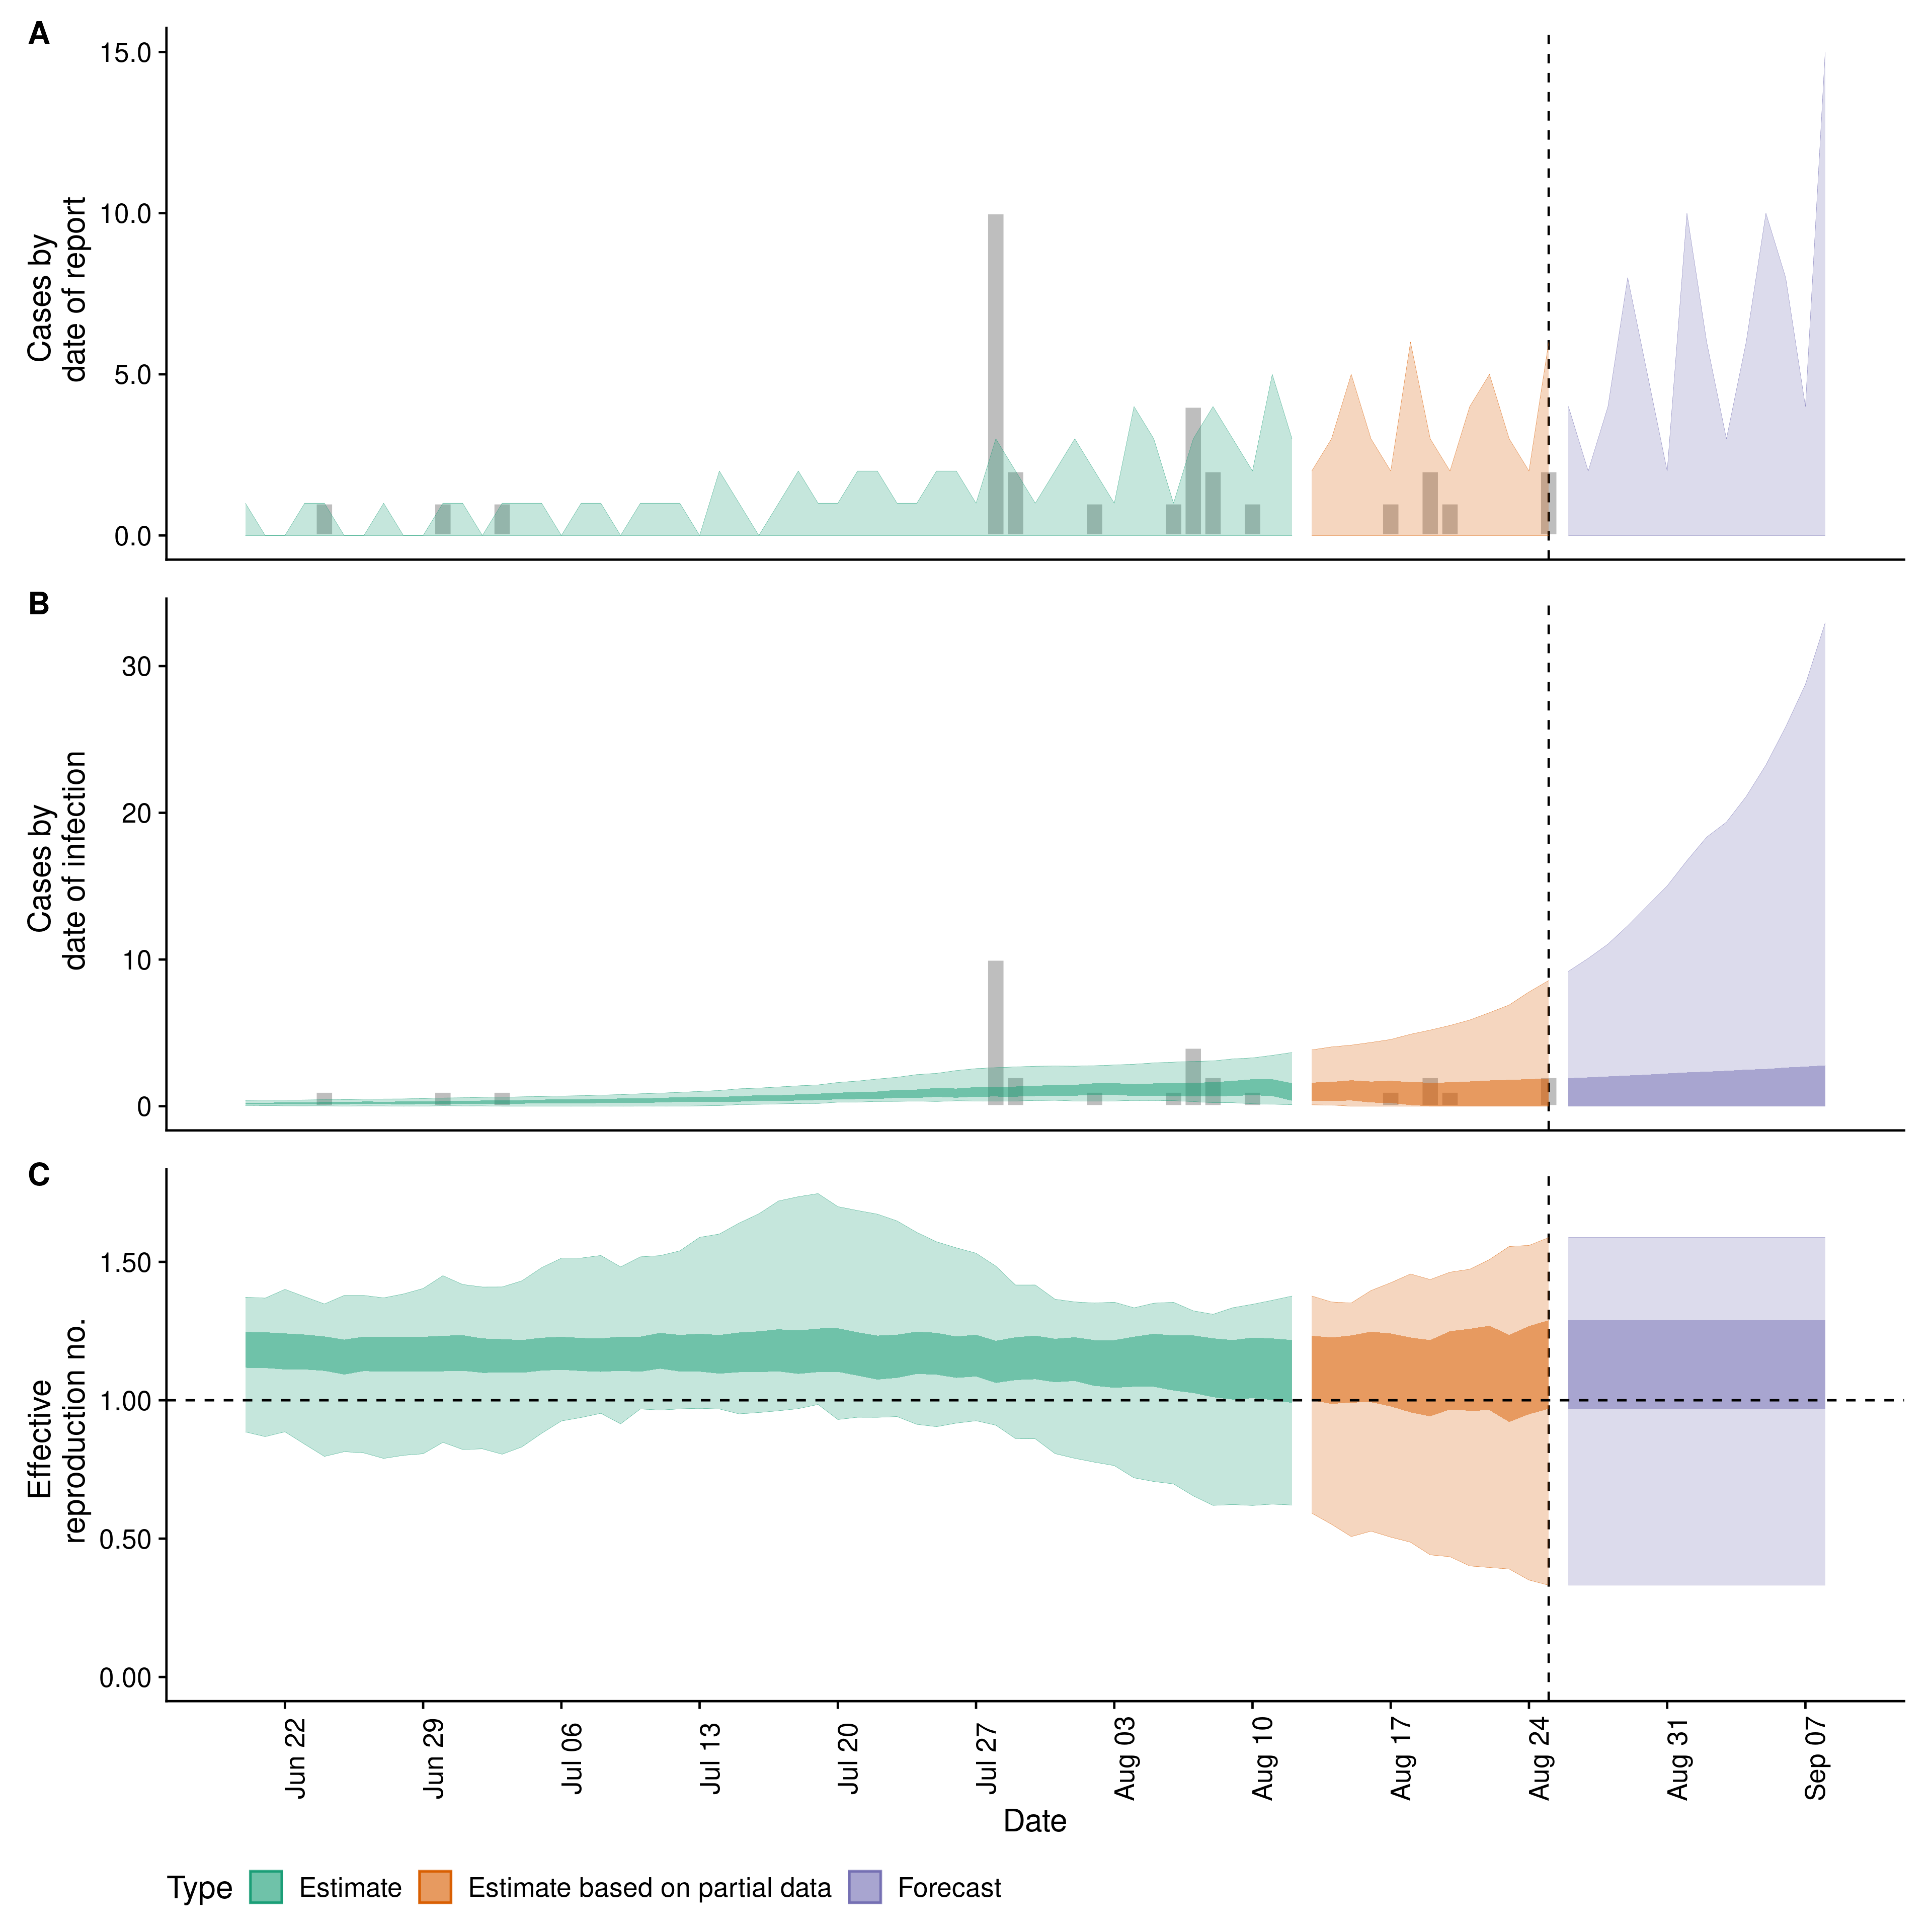 A
15.0
10.0
5.0
0.0
Cases by
date of report
B
30
20
10
0
Cases by
date of infection
C
1.50
1.00
0.50
0.00
Effective
reproduction no.
Jun 22
Jun 29
Jul 06
Jul 13
Jul 20
Jul 27
Aug 03
Aug 10
Aug 17
Aug 24
Aug 31
Sep 07
Date
Type Estimate Estimate based on partial data Forecast